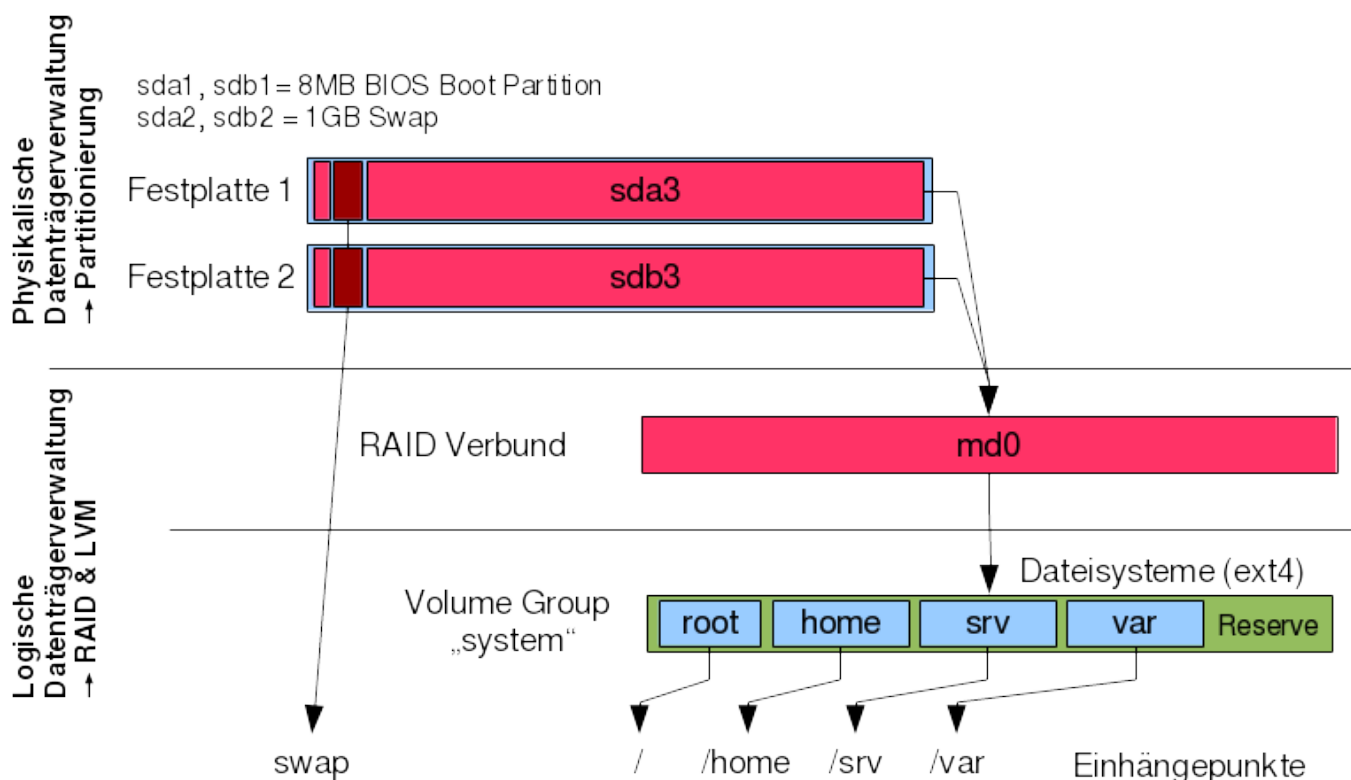 Physikalische
Datenträgerverwaltung
→ Partitionierung
sda1, sdb1 = 8MB BIOS Boot Partition
sda2, sdb2 = 1GB Swap
Festplatte 1
sda3
Festplatte 2
sdb3
Logische
Datenträgerverwaltung
→ RAID & LVM
RAID Verbund
md0
Dateisysteme (ext4)
Volume Group
„system“
root
home
srv
var
Reserve
swap
/
/home
/srv
/var
Einhängepunkte